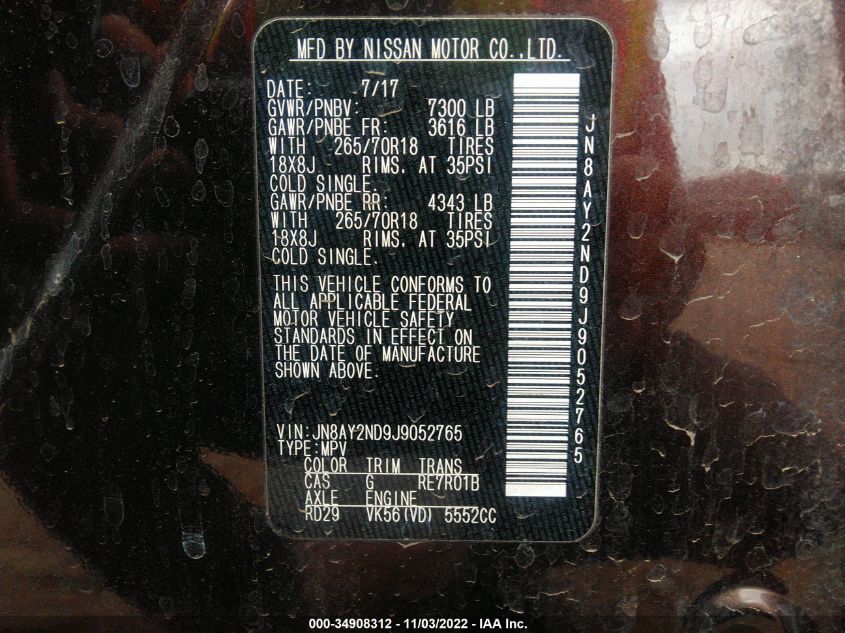 MFD BY NISSAN MOTOR CO.,LTD.
DATE: 7/17
GVWR/PNBV: 7300 LB
GAWR/PNBE FR: 3616 LB
WITH 265/70R18 TIRES
18X8J RIMS. AT 35PSI
COLD SINGLE.
GAWR/PNBE RR: 4343 LB
WITH 265/70R18 TIRES
18X8J RIMS. AT 35PSI
COLD SINGLE.
THIS VEHICLE CONFORMS TO
ALL APPLICABLE FEDERAL
MOTOR VEHICLE SAFETY
STANDARDS IN EFFECT ON
THE DATE OF MANUFACTURE
SHOWN ABOVE.
VIN:JN8AY2ND9J9052765
TYPE:MPV
COLOR TRIM TRANS
CAS G RE7R01B
AXLE ENGINE
RD29 VK56(VD) 5552CC
JN8AY2ND9J9052765
000-34908312 - 11/03/2022 - IAA Inc.